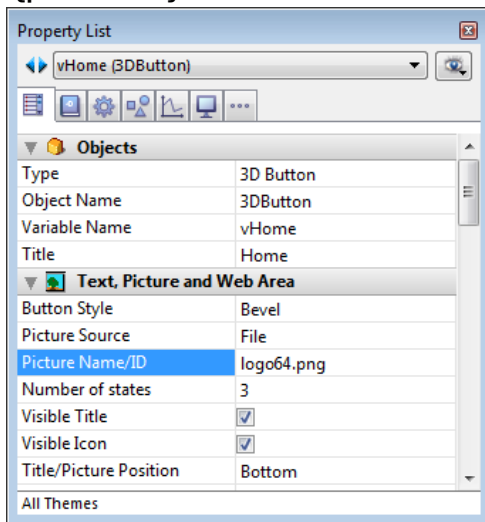 Property List
vHome (3DButton)
Objects
Type 3D Button
Object Name 3DButton
Variable Name vHome
Title Home
Text, Picture and Web Area
Button Style Bevel
Picture Source File
Picture Name/ID logo64.png
Number of states 3
Visible Title
Visible Icon
Title/Picture Position Bottom
All Themes